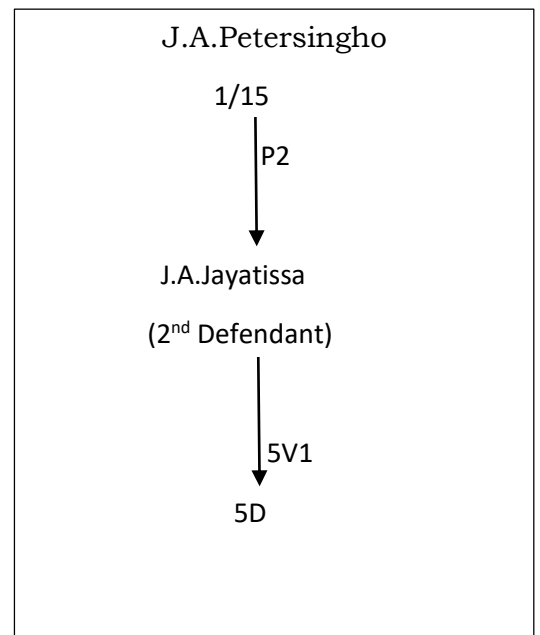 J.A.Petersingho
1/15
P2
J.A.Jayatissa
(2nd Defendant)
5V1
5D